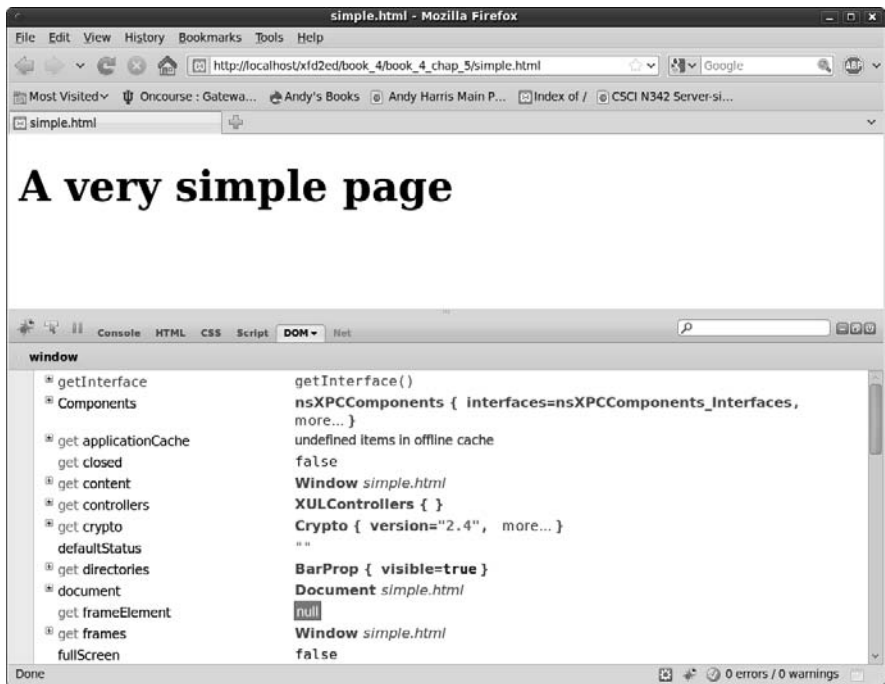 simple.html - Mozilla Firefox
File Edit View History Bookmarks Tools Help
http://localhost/xfd2ed/book_4/book_4_chap_5/simple.html Google ABP
Most Visited Oncourse : Gatewa... Andy's Books Andy Harris Main P... Index of / CSCI N342 Server-si...
simple.html
A very simple page
Console HTML CSS Script DOM Net
window
getInterface getInterface()
Components nsXPCComponents { interfaces=nsXPCComponents_Interfaces,
more... }
get applicationCache undefined items in offline cache
get closed false
get content Window simple.html
get controllers XULControllers { }
get crypto Crypto { version="2.4", more... }
defaultStatus ""
get directories BarProp { visible=true }
document Document simple.html
get frameElement null
get frames Window simple.html
fullScreen false
Done 0 errors / 0 warnings